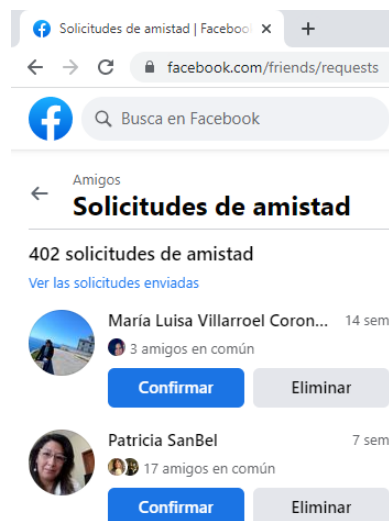 Solicitudes de amistad | Faceboo
facebook.com/friends/requests
Busca en Facebook
Amigos
Solicitudes de amistad
402 solicitudes de amistad
Ver las solicitudes enviadas
María Luisa Villarroel Coron... 14 sem
3 amigos en común
Confirmar Eliminar
Patricia SanBel 7 sem
17 amigos en común
Confirmar Eliminar